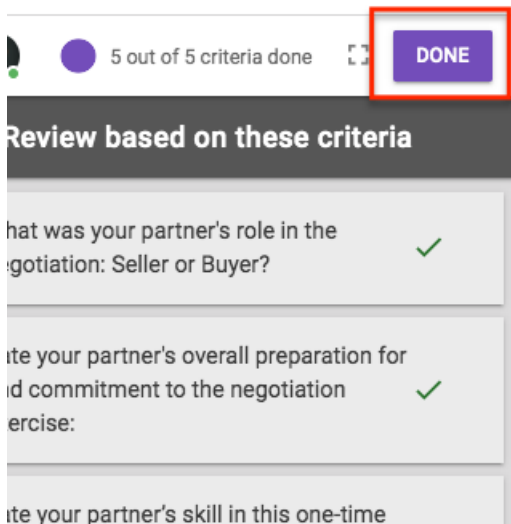 5 out of 5 criteria done
DONE
Review based on these criteria
hat was your partner's role in the
egotiation: Seller or Buyer?
ate your partner's overall preparation for
nd commitment to the negotiation
ercise:
ate your partner's skill in this one-time